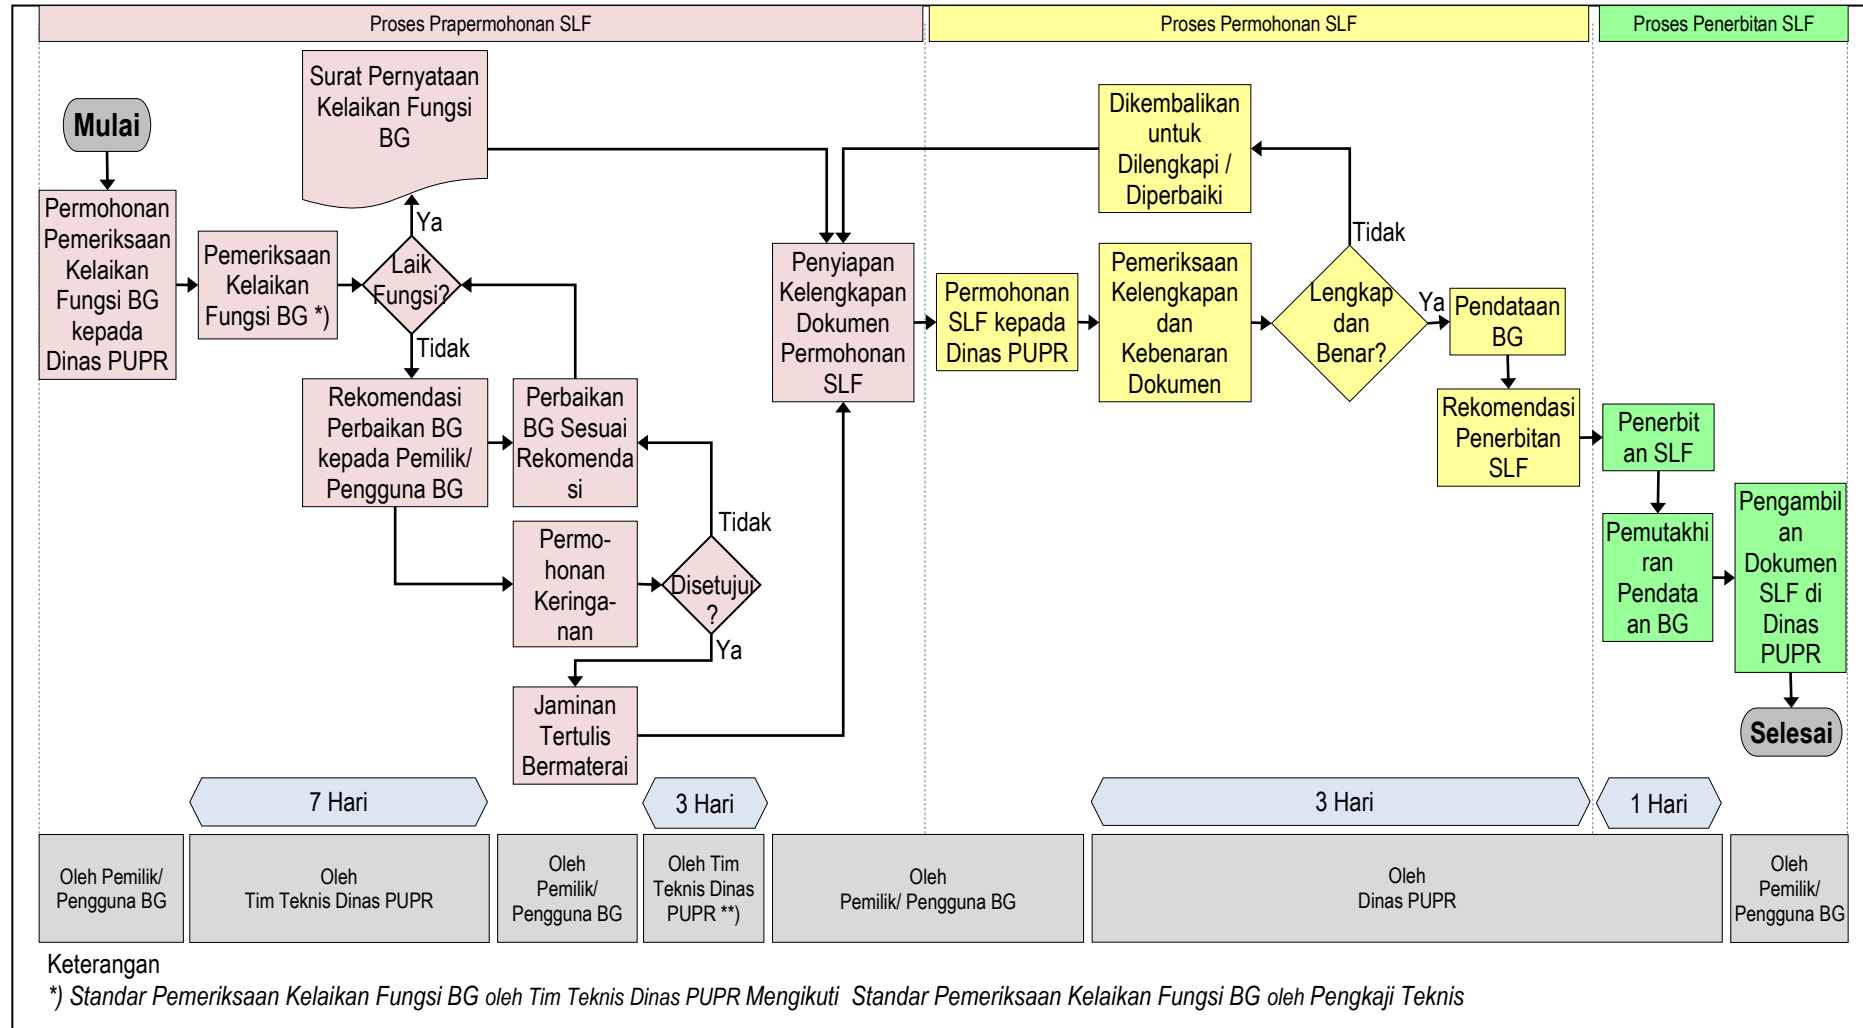 Proses Prapermohonan SLF
Proses Permohonan SLF
Proses Penerbitan SLF
Mulai
Permohonan
Pemeriksaan
Kelaikan
Fungsi BG
kepada
Dinas PUPR
Pemeriksaan
Kelaikan
Fungsi BG *)
Surat Pernyataan
Kelaikan Fungsi
BG
Ya
Laik
Fungsi?
Tidak
Rekomendasi
Perbaikan BG
kepada Pemilik/
Pengguna BG
Perbaikan
BG Sesuai
Rekomenda
si
Permo-
honan
Keringa-
nan
Tidak
Disetujui
?
Ya
Jaminan
Tertulis
Bermaterai
Penyiapan
Kelengkapan
Dokumen
Permohonan
SLF
Permohonan
SLF kepada
Dinas PUPR
Dikembalikan
untuk
Dilengkapi /
Diperbaiki
Pemeriksaan
Kelengkapan
dan
Kebenaran
Dokumen
Tidak
Lengkap
dan
Benar?
Ya
Pendataan
BG
Rekomendasi
Penerbitan
SLF
Penerbit
an SLF
Pemutakhi
ran
Pendata
an BG
Pengambil
an
Dokumen
SLF di
Dinas
PUPR
Selesai
7 Hari
3 Hari
3 Hari
1 Hari
Oleh Pemilik/
Pengguna BG
Oleh
Tim Teknis Dinas PUPR
Oleh
Pemilik/
Pengguna BG
Oleh Tim
Teknis Dinas
PUPR **)
Oleh
Pemilik/ Pengguna BG
Oleh
Dinas PUPR
Oleh
Pemilik/
Pengguna BG
Keterangan
*) Standar Pemeriksaan Kelaikan Fungsi BG oleh Tim Teknis Dinas PUPR Mengikuti Standar Pemeriksaan Kelaikan Fungsi BG oleh Pengkaji Teknis